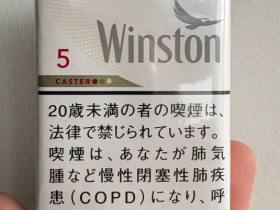 Winston
5
CASTER
20歳未満の者の喫煙は、
法律で禁じられています。
喫煙は、あなたが肺気
腫など慢性閉塞性肺疾
患(COPD)になり、呼